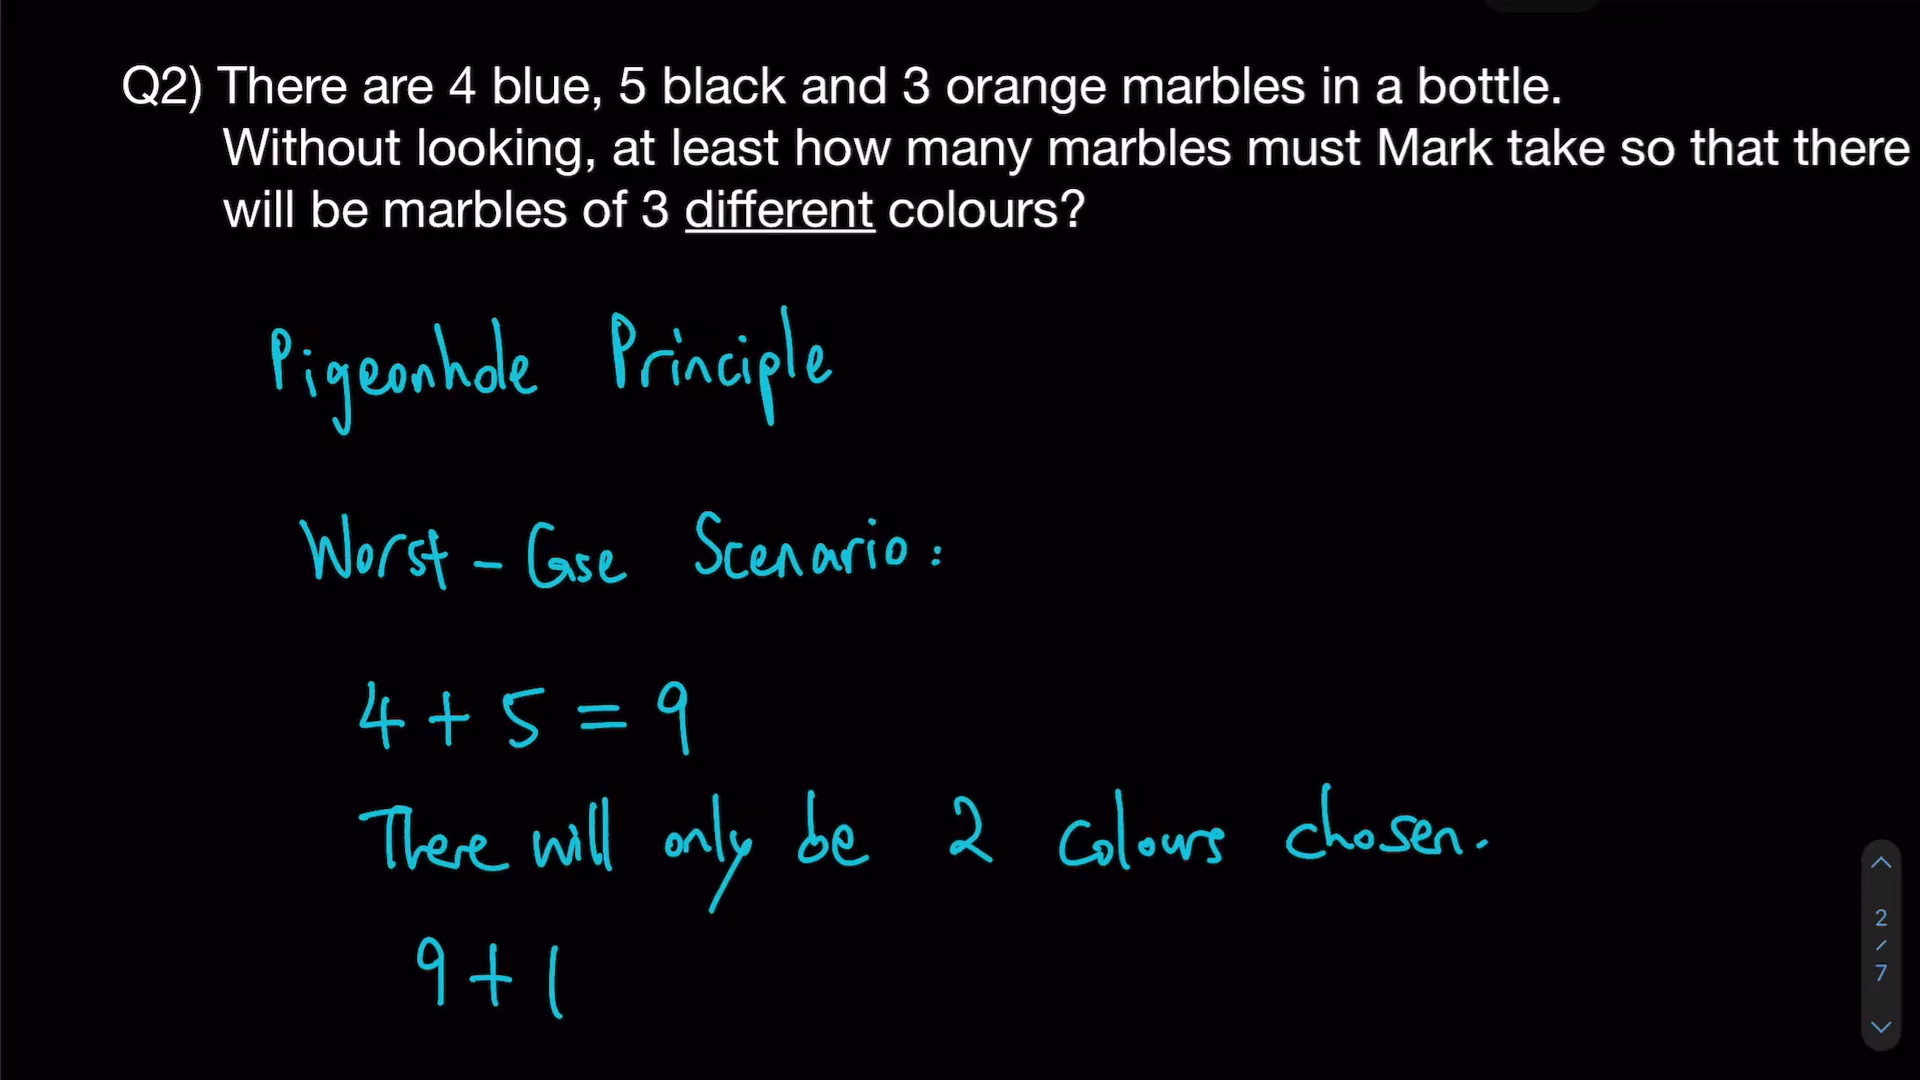 Q2) There are 4 blue, 5 black and 3 orange marbles in a bottle.
Without looking, at least how many marbles must Mark take so that there
will be marbles of 3 different colours?
Pigeonhole Principle
Worst - Case Scenario:
4 + 5 = 9
There will only be 2 colours chosen.
9 + 1
2
/
7